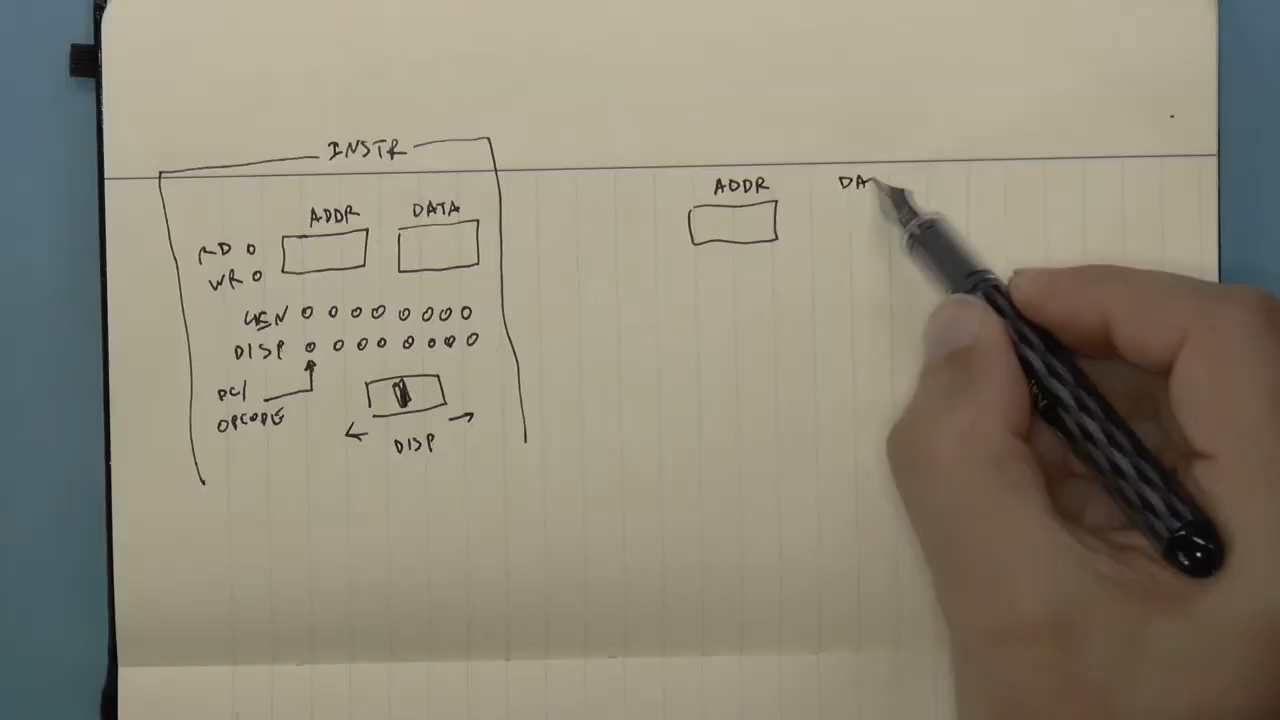 INSTR
ADDR DATA
RD
WR
DISP
PC/
OPCODE
DISP
ADDR DA